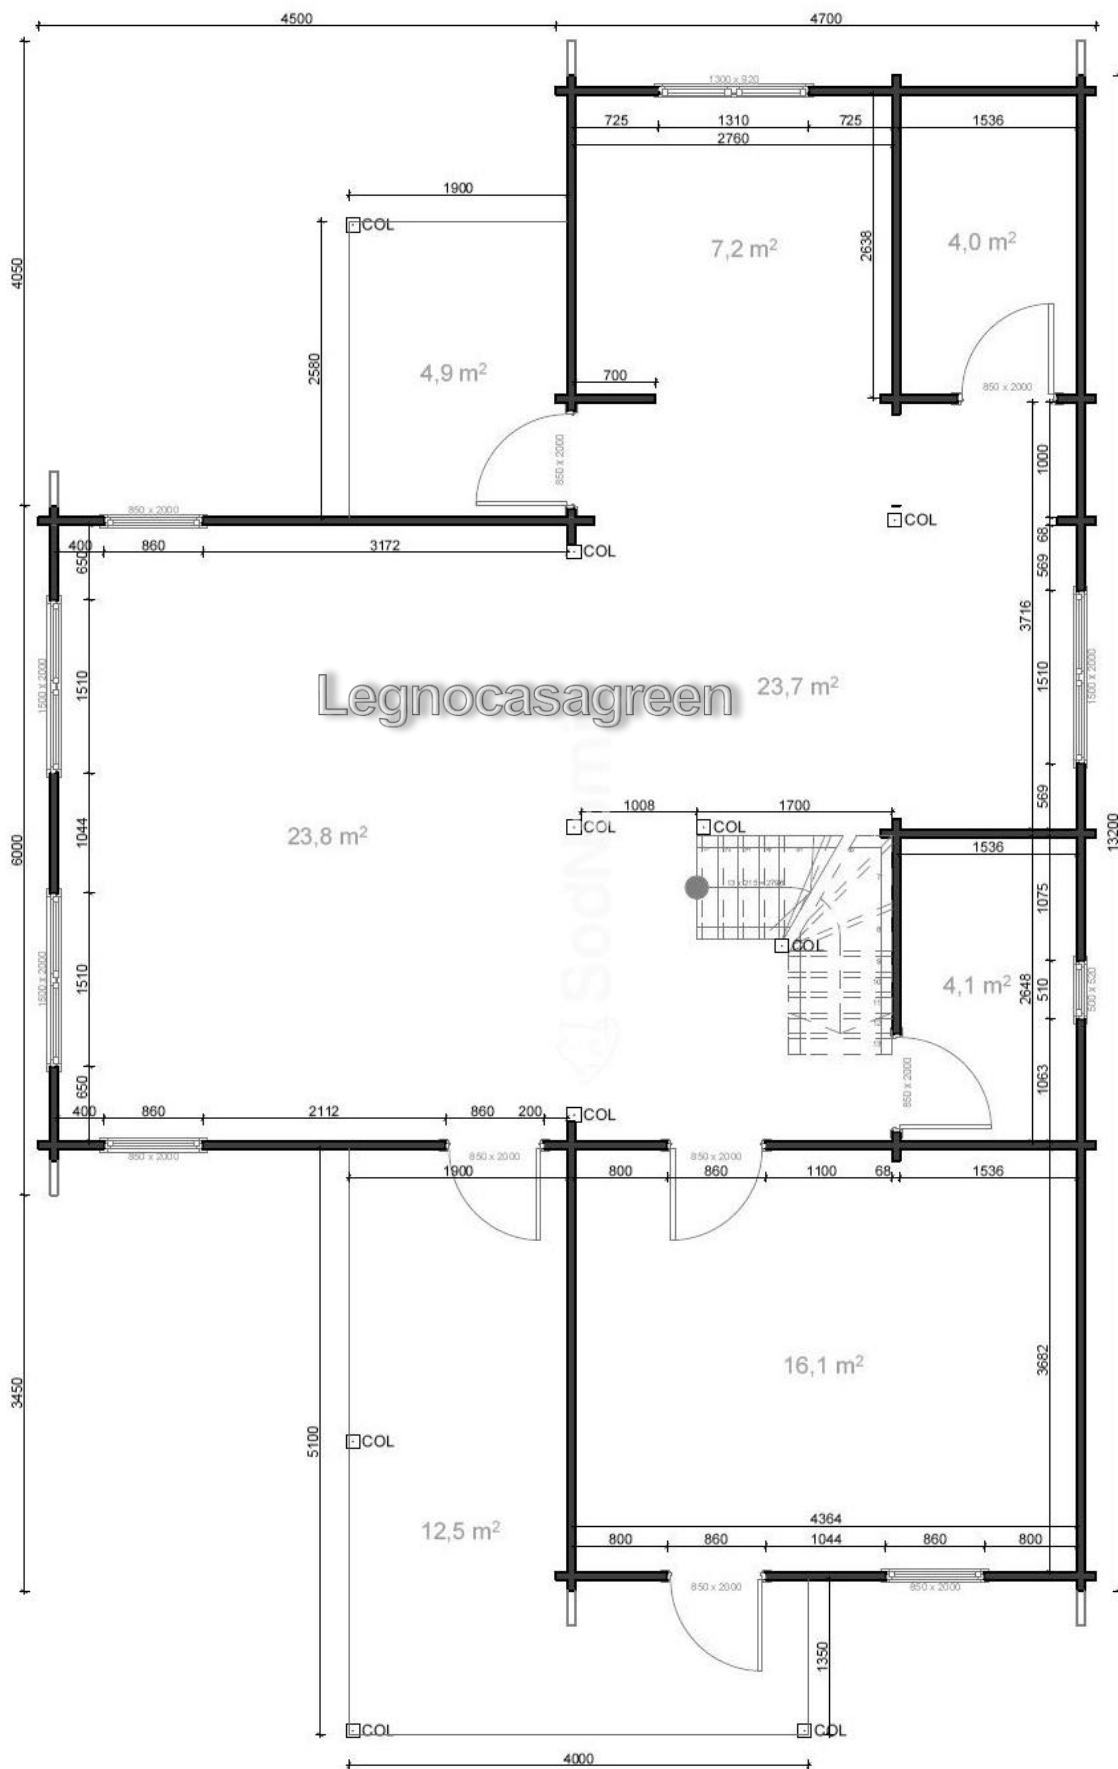 4500 4700
1300 x 920
725 1310 725 1536
2760
1900
COL
7,2 m²
2638
4,0 m²
4050
2580
4,9 m²
700
850 x 2000
850 x 2000
1000
850 x 2000
COL
68
400 860 3172
COL
650
569
3716
1510
1500 x 2000
Legnocasagreen
23,7 m²
1510
1500 x 2000
569
1008 1700
COL
COL
6000
1044
23,8 m²
13200
1536
1075
COL
1510
1500 x 2000
4,1 m²
2648
510
500 x 520
SodNomi
650
850 x 2000
1063
400 860 2112 860 200
COL
850 x 2000
850 x 2000
850 x 2000
1900 800 860 1100 68 1536
16,1 m²
3682
3450
5100
COL
12,5 m²
4364
800 860 1044 860 800
850 x 2000
850 x 2000
1350
COL
COL
4000